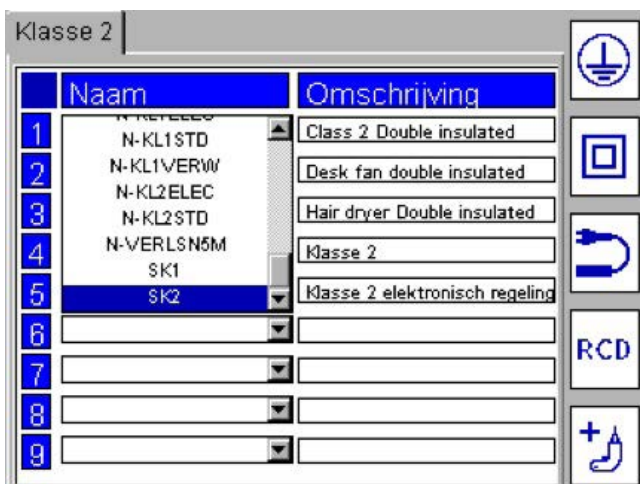 Klasse 2
Naam Omschrijving
1 Class 2 Double insulated
N-KL1STD
N-KL1VERW
2 Desk fan double insulated
N-KL2ELEC
3 Hair dryer Double insulated
N-KL2STD
N-VERLSN5M
4 Klasse 2
SK1
5 SK2 Klasse 2 elektronisch regeling
6
RCD
7
8
9